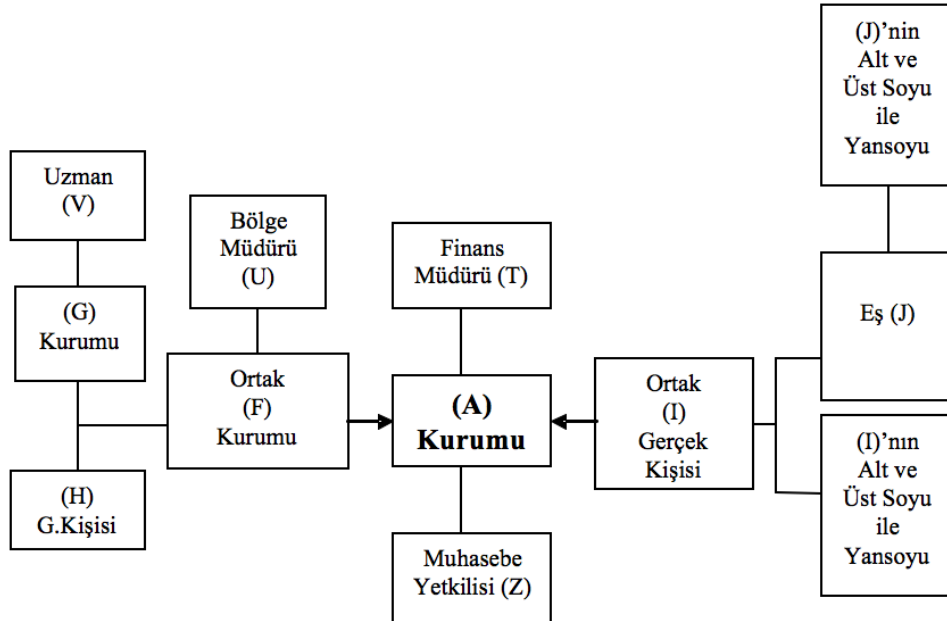 (J)’nin
Alt ve
Üst Soyu
ile
Yansoyu
Uzman
(V)
Bölge
Müdürü
(U)
Finans
Müdürü (T)
(G)
Kurumu
Eş (J)
Ortak
(F)
Kurumu
(A)
Kurumu
Ortak
(I)
Gerçek
Kişisi
(I)’nın
Alt ve
Üst Soyu
ile
Yansoyu
(H)
G.Kişisi
Muhasebe
Yetkilisi (Z)